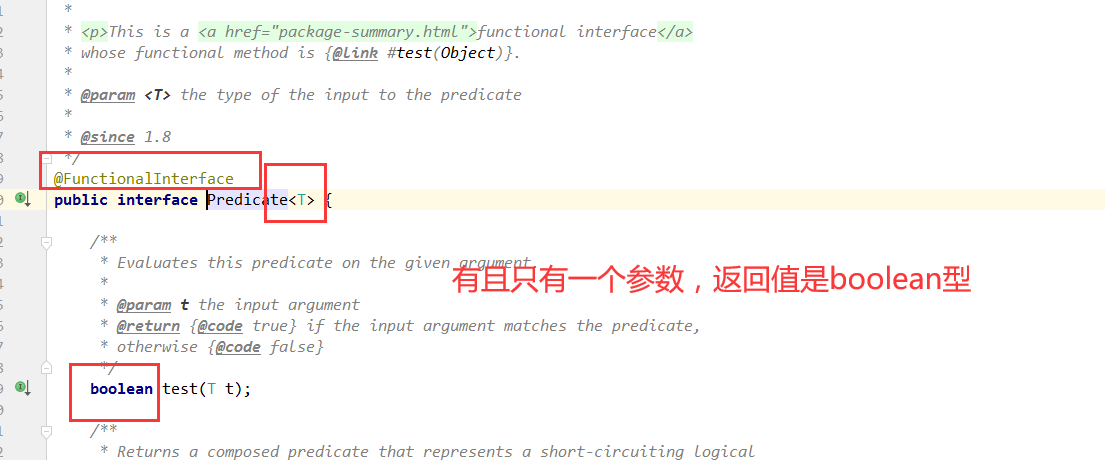 *
* <p>This is a <a href="package-summary.html">functional interface</a>
* whose functional method is {@link #test(Object)}.
*
* @param <T> the type of the input to the predicate
*
* @since 1.8
*/
@FunctionalInterface
public interface Predicate<T> {
/**
* Evaluates this predicate on the given argument.
有且只有一个参数，返回值是boolean型
*
* @param t the input argument
* @return {@code true} if the input argument matches the predicate,
* otherwise {@code false}
*/
boolean test(T t);
/**
* Returns a composed predicate that represents a short-circuiting logical